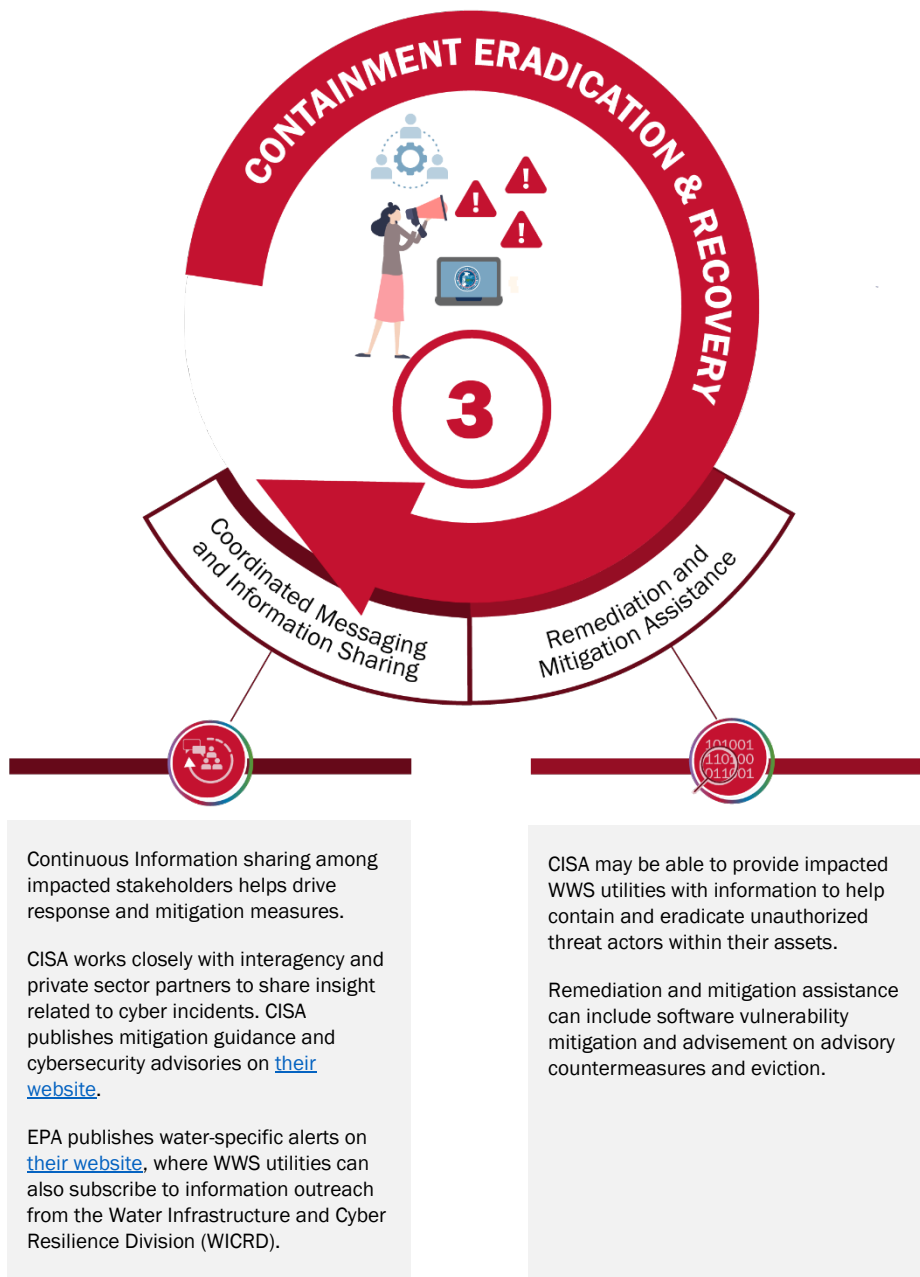 CONTAINMENT ERADICATION & RECOVERY
3
Coordinated Messaging
and Information Sharing
Remediation and
Mitigation Assistance
101001
110100
011001
Continuous Information sharing among
impacted stakeholders helps drive
response and mitigation measures.
CISA works closely with interagency and
private sector partners to share insight
related to cyber incidents. CISA
publishes mitigation guidance and
cybersecurity advisories on their
website.
EPA publishes water-specific alerts on
their website, where WWS utilities can
also subscribe to information outreach
from the Water Infrastructure and Cyber
Resilience Division (WICRD).
CISA may be able to provide impacted
WWS utilities with information to help
contain and eradicate unauthorized
threat actors within their assets.
Remediation and mitigation assistance
can include software vulnerability
mitigation and advisement on advisory
countermeasures and eviction.